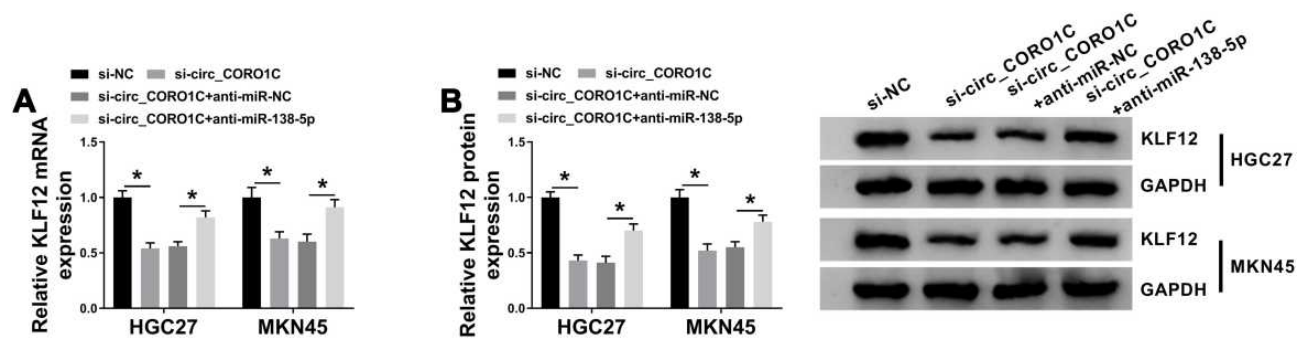 A
si-NC si-circ_CORO1C
si-circ_CORO1C+anti-miR-NC
si-circ_CORO1C+anti-miR-138-5p
Relative KLF12 mRNA
expression
1.5
1.0
0.5
0.0
* * * *
HGC27 MKN45
B
si-NC si-circ_CORO1C
si-circ_CORO1C+anti-miR-NC
si-circ_CORO1C+anti-miR-138-5p
Relative KLF12 protein
expression
1.5
1.0
0.5
0.0
* * * *
HGC27 MKN45
si-NC
si-circ_CORO1C
si-circ_CORO1C
+anti-miR-NC
si-circ_CORO1C
+anti-miR-138-5p
KLF12
GAPDH
HGC27
KLF12
GAPDH
MKN45